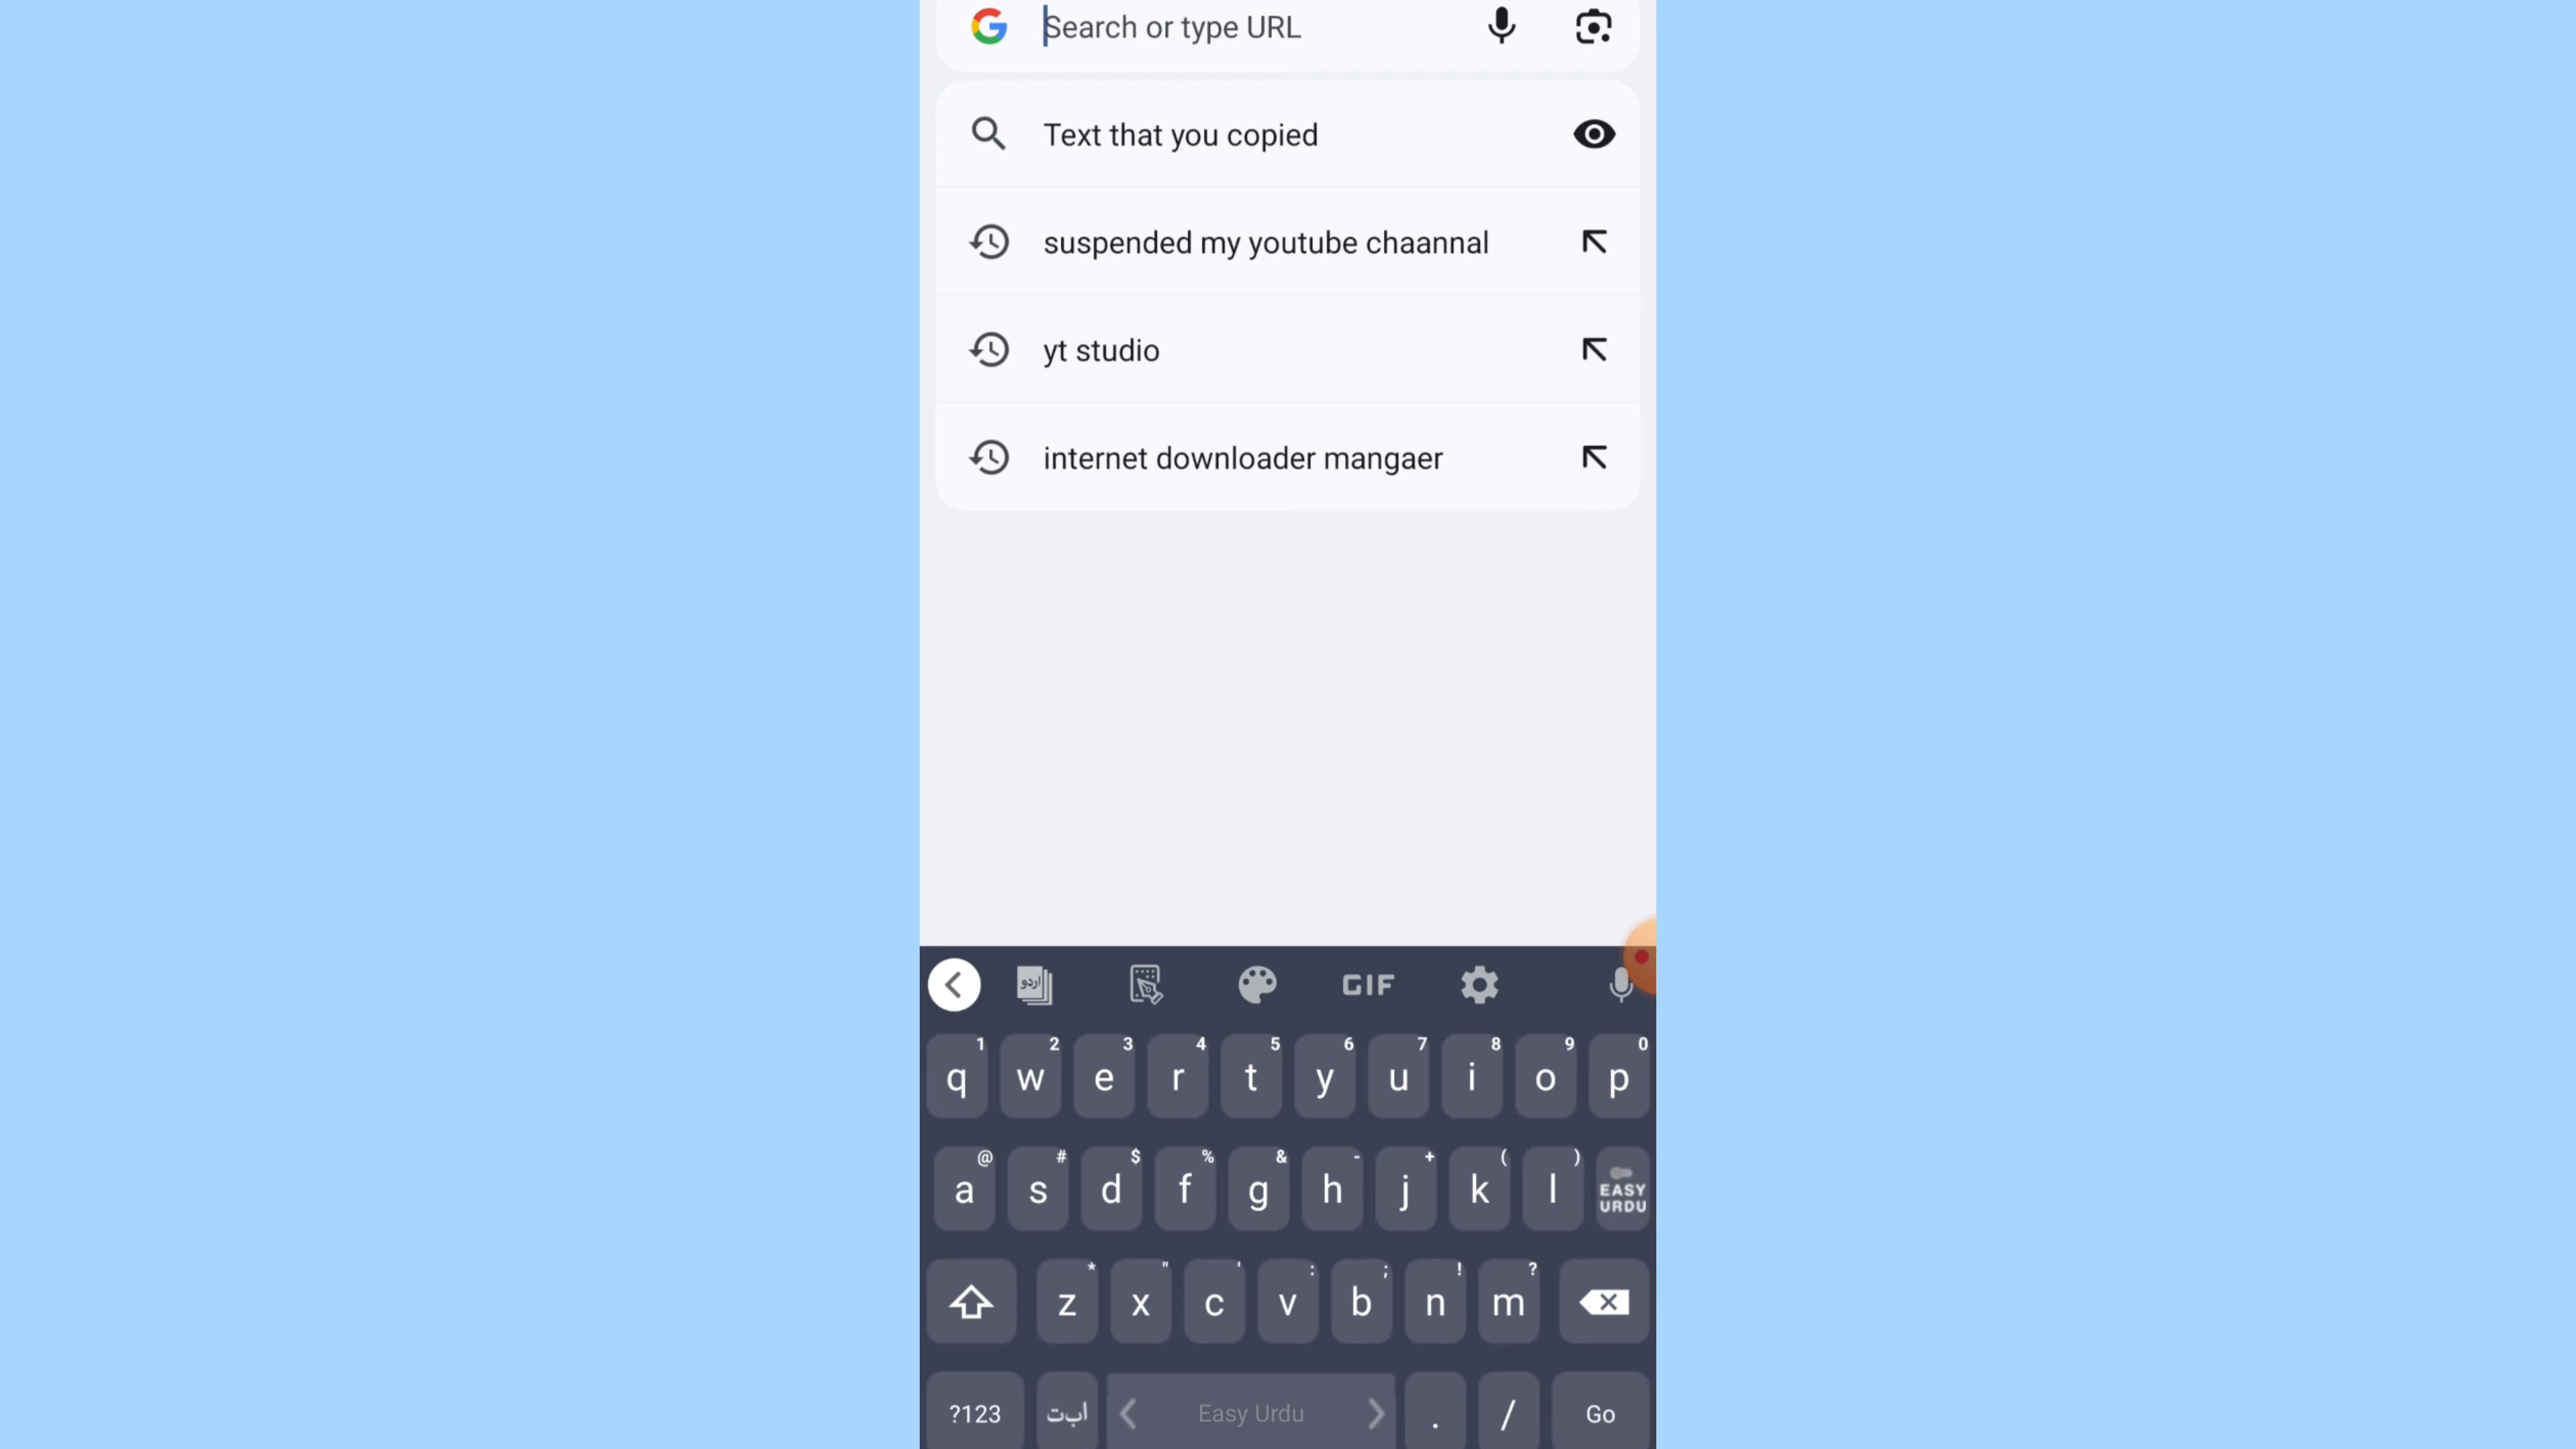 Search or type URL
Text that you copied
suspended my youtube chaannal
yt studio
internet downloader mangaer
اردو GIF
1 2 3 4 5 6 7 8 9 0
q w e r t y u i o p
@ # $ % & - + ( )
a s d f g h j k l EASY URDU
* " ' : ; ! ?
z x c v b n m
?123 ابت Easy Urdu . / Go